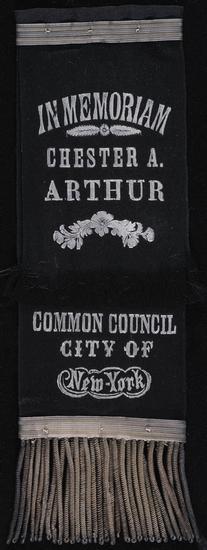 IN MEMORIAM
CHESTER A.
ARTHUR
COMMON COUNCIL
CITY OF
New-York